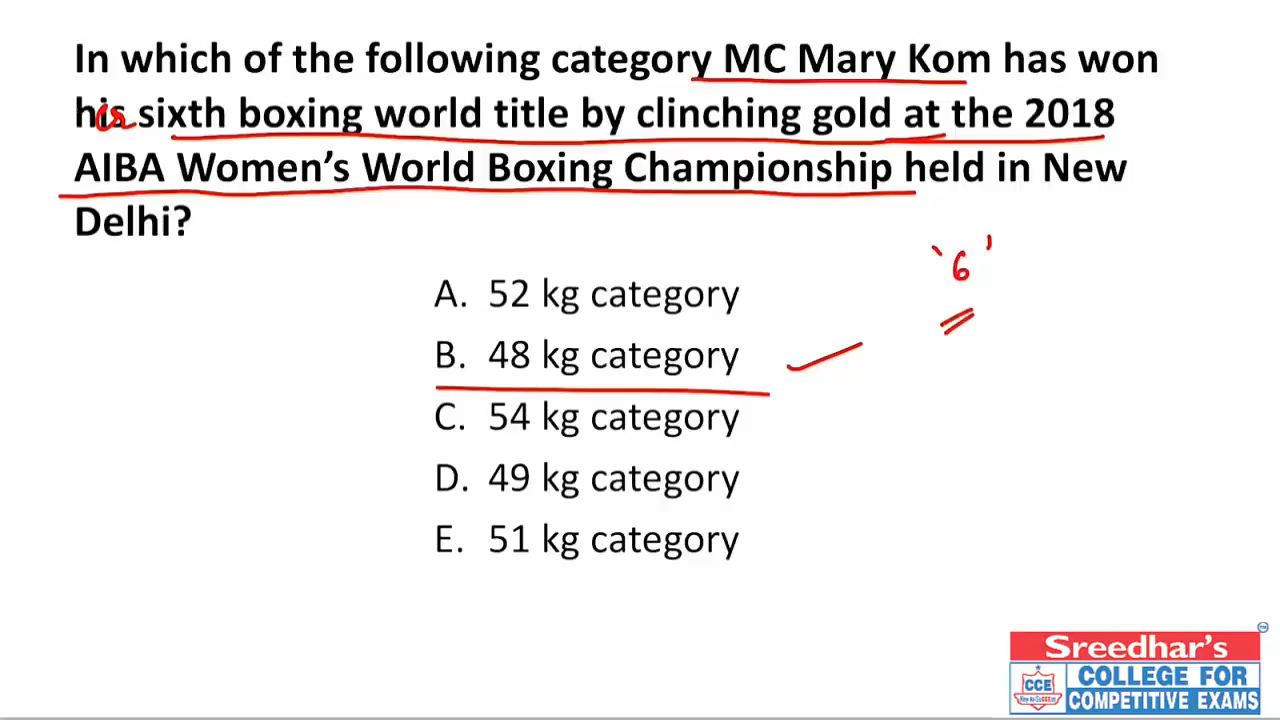 In which of the following category MC Mary Kom has won
his sixth boxing world title by clinching gold at the 2018
AIBA Women's World Boxing Championship held in New
Delhi?
'6'
A. 52 kg category
B. 48 kg category
C. 54 kg category
D. 49 kg category
E. 51 kg category
Sreedhar's
CCE
COLLEGE FOR
COMPETITIVE EXAMS
TM